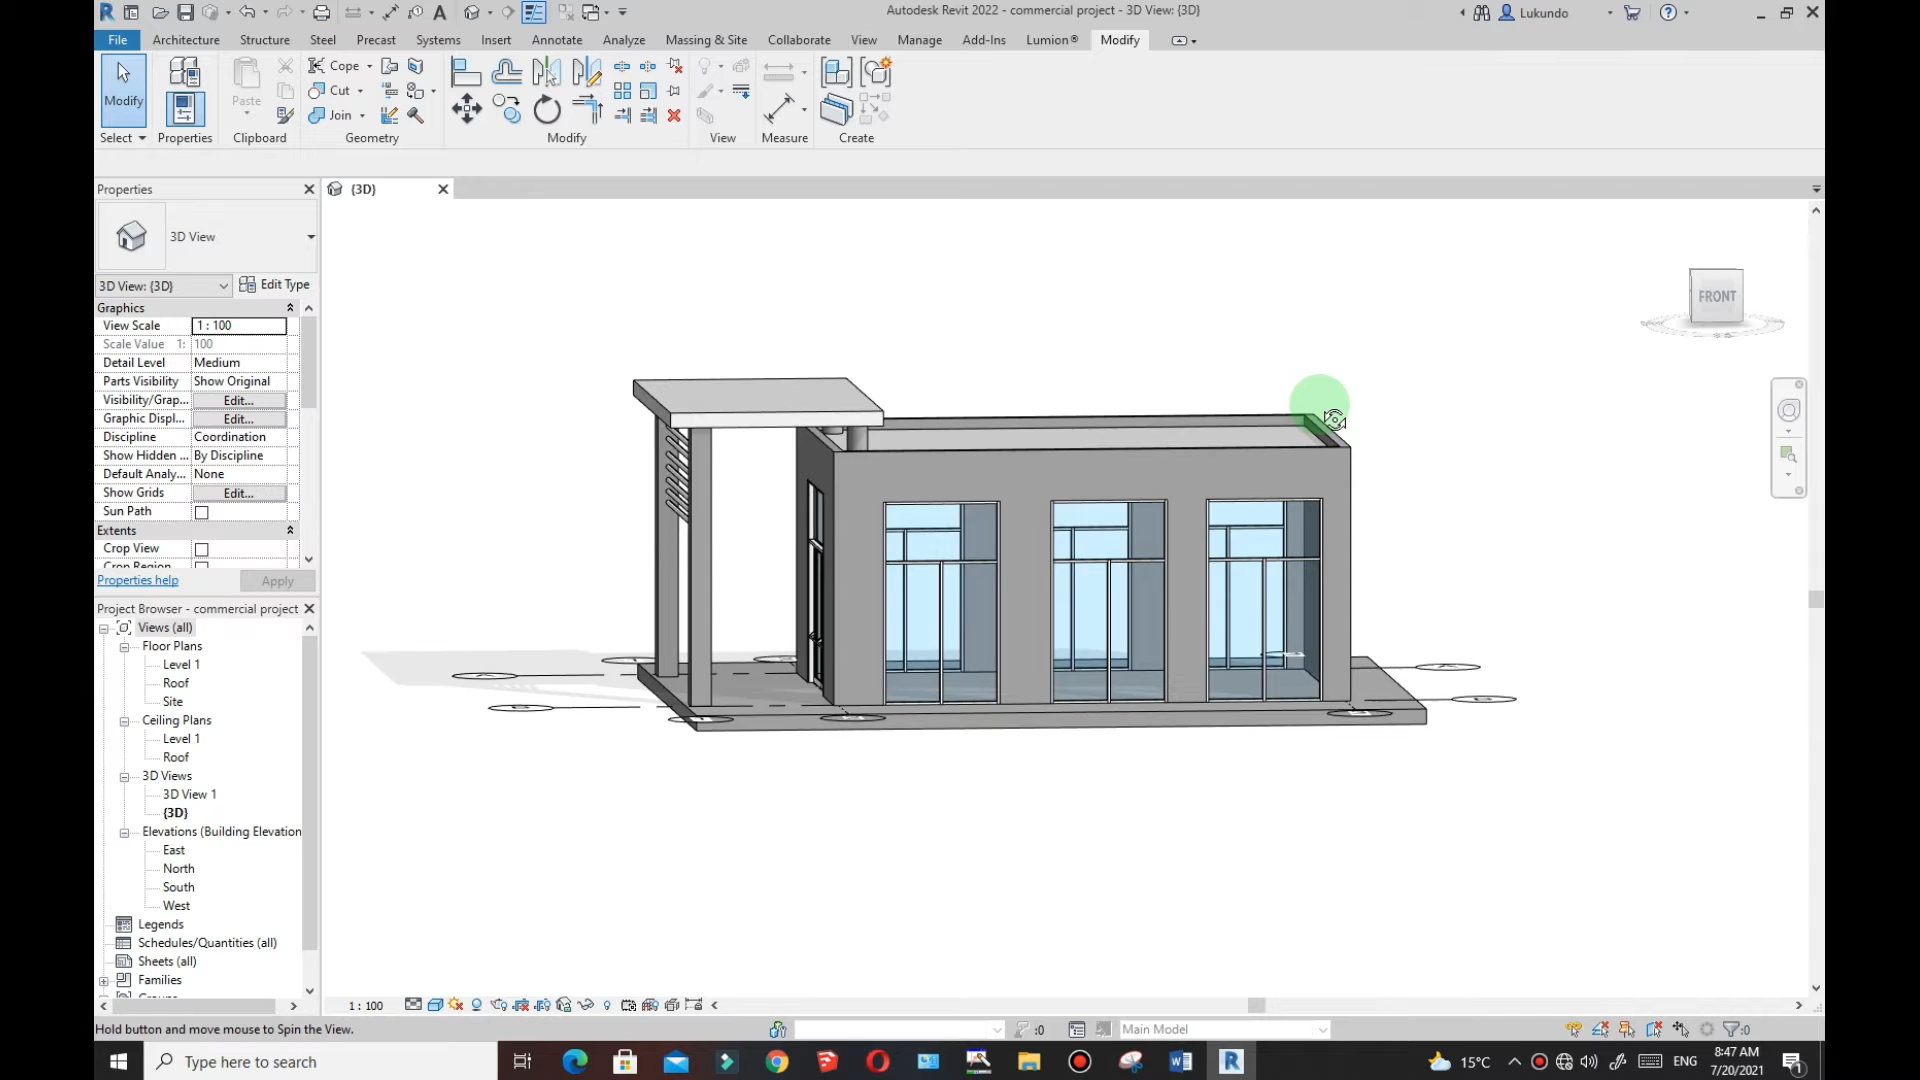 Autodesk Revit 2022 - commercial project - 3D View: {3D}
Lukundo
File Architecture Structure Steel Precast Systems Insert Annotate Analyze Massing & Site Collaborate View Manage Add-Ins Lumion® Modify
Modify
Paste
Cope
Cut
Join
Select Properties Clipboard Geometry Modify View Measure Create
Properties
{3D}
3D View
3D View: {3D}
Edit Type
Graphics
View Scale 1 : 100
Scale Value 1: 100
Detail Level Medium
Parts Visibility Show Original
Visibility/Grap... Edit...
Graphic Displ... Edit...
Discipline Coordination
Show Hidden ... By Discipline
Default Analy... None
Show Grids Edit...
Sun Path
Extents
Crop View
Crop Region
Properties help
Apply
FRONT
Project Browser - commercial project
Views (all)
Floor Plans
Level 1
Roof
Site
Ceiling Plans
Level 1
Roof
3D Views
3D View 1
{3D}
Elevations (Building Elevation
East
North
South
West
Legends
Schedules/Quantities (all)
Sheets (all)
Families
1 : 100
Hold button and move mouse to Spin the View.
:0
Main Model
:0
Type here to search
15°C
ENG
8:47 AM
7/20/2021
1